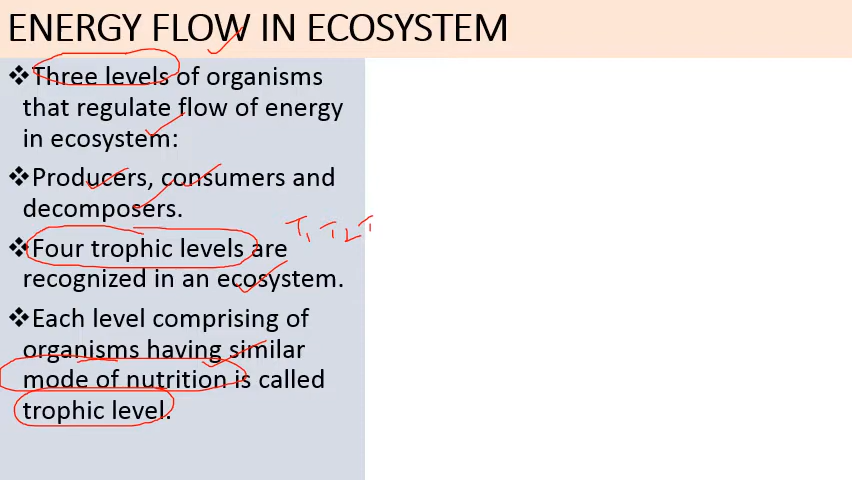 ENERGY FLOW IN ECOSYSTEM
❖Three levels of organisms
that regulate flow of energy
in ecosystem:
❖Producers, consumers and
decomposers.
T1 T2 T
❖Four trophic levels are
recognized in an ecosystem.
❖Each level comprising of
organisms having similar
mode of nutrition is called
trophic level.